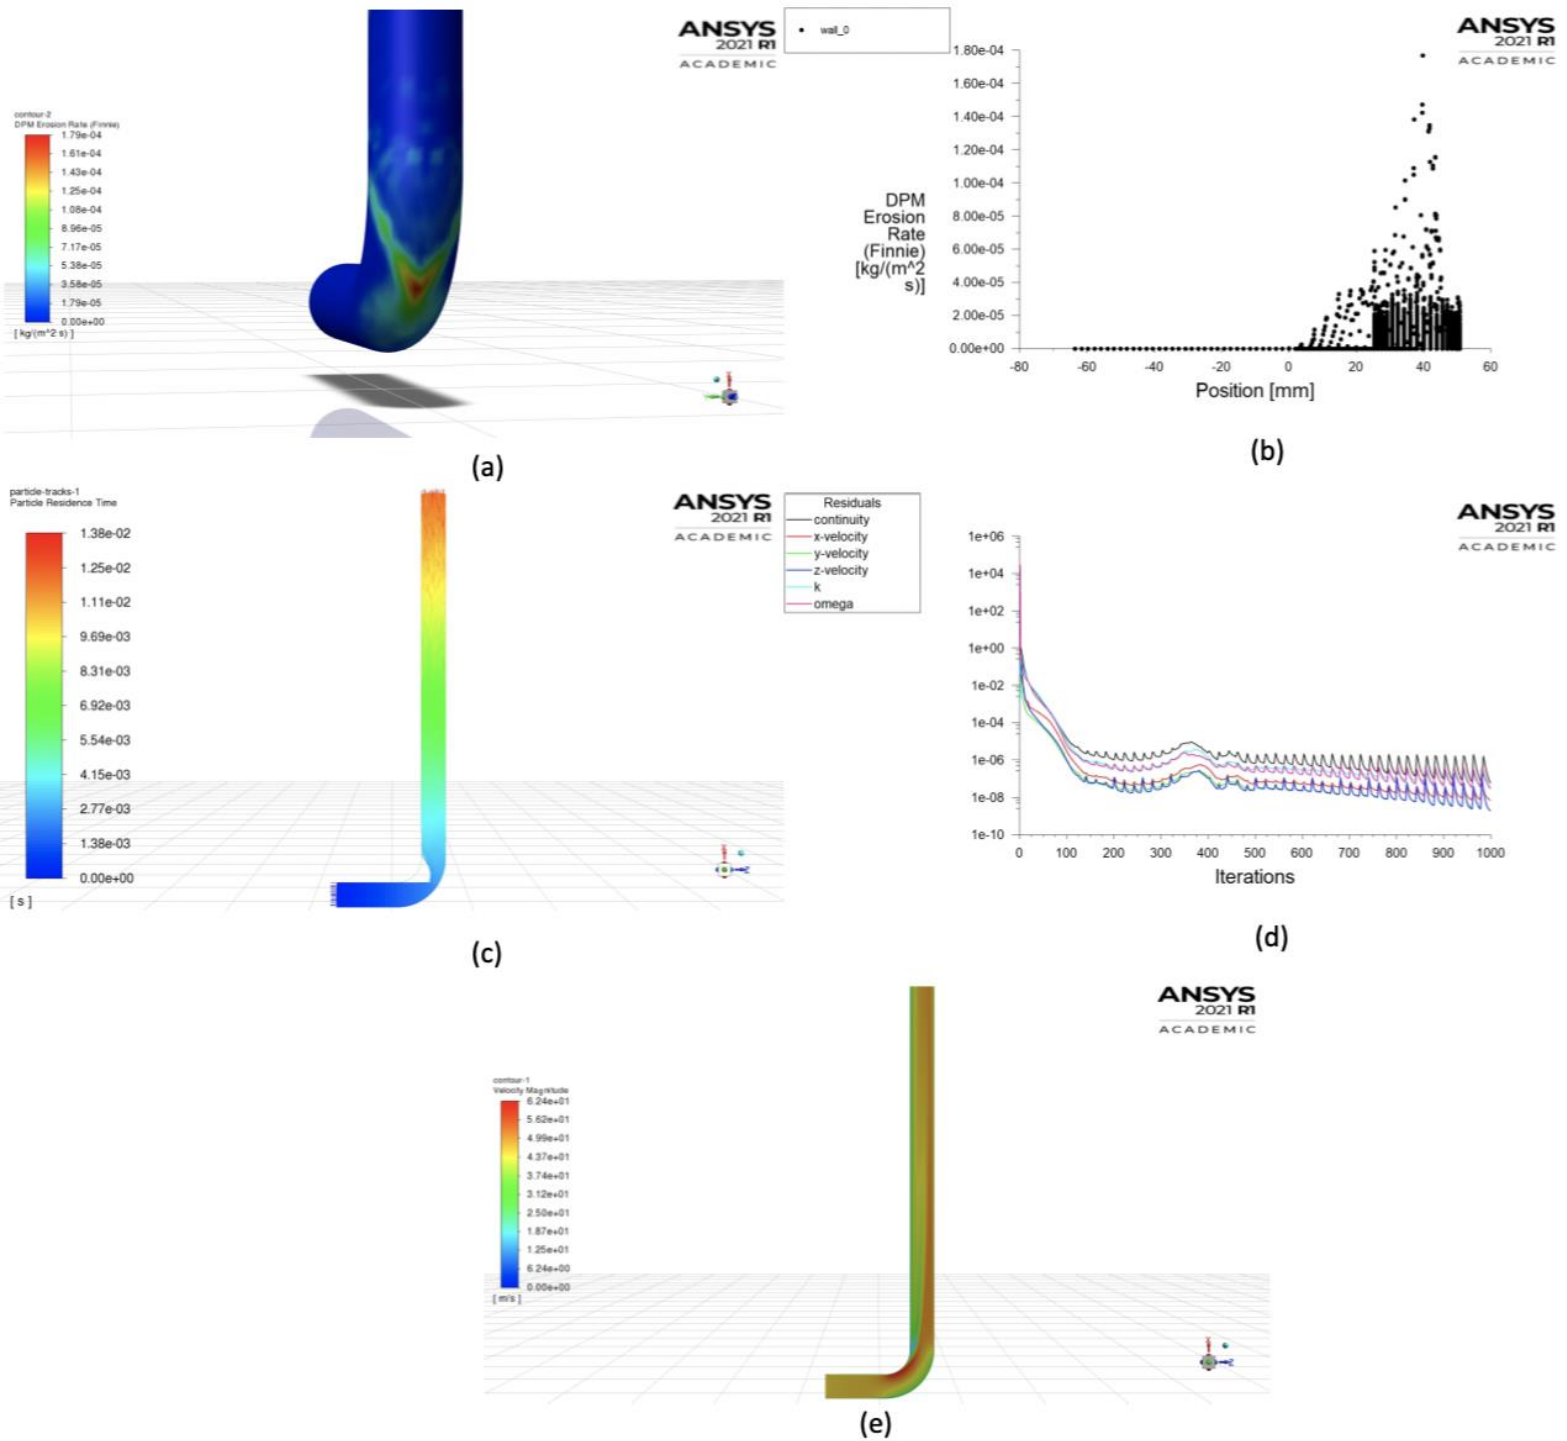 contour-2
DPM Erosion Rate (Finnie)
1.79e-04
1.61e-04
1.43e-04
1.25e-04
1.08e-04
8.96e-05
7.17e-05
5.38e-05
3.58e-05
1.79e-05
0.00e+00
[ kg/(m^2 s) ]
ANSYS
2021 R1
ACADEMIC
(a)
wall_0
ANSYS
2021 R1
ACADEMIC
1.80e-04
1.60e-04
1.40e-04
1.20e-04
1.00e-04
8.00e-05
6.00e-05
4.00e-05
2.00e-05
0.00e+00
DPM
Erosion
Rate
(Finnie)
[kg/(m^2
s)]
-80 -60 -40 -20 0 20 40 60
Position [mm]
(b)
particle-tracks-1
Particle Residence Time
1.38e-02
1.25e-02
1.11e-02
9.69e-03
8.31e-03
6.92e-03
5.54e-03
4.15e-03
2.77e-03
1.38e-03
0.00e+00
[ s ]
ANSYS
2021 R1
ACADEMIC
(c)
Residuals
continuity
x-velocity
y-velocity
z-velocity
k
omega
ANSYS
2021 R1
ACADEMIC
1e+06
1e+04
1e+02
1e+00
1e-02
1e-04
1e-06
1e-08
1e-10
0 100 200 300 400 500 600 700 800 900 1000
Iterations
(d)
contour-1
Velocity Magnitude
6.24e+01
5.62e+01
4.99e+01
4.37e+01
3.74e+01
3.12e+01
2.50e+01
1.87e+01
1.25e+01
6.24e+00
0.00e+00
[ m/s ]
ANSYS
2021 R1
ACADEMIC
(e)